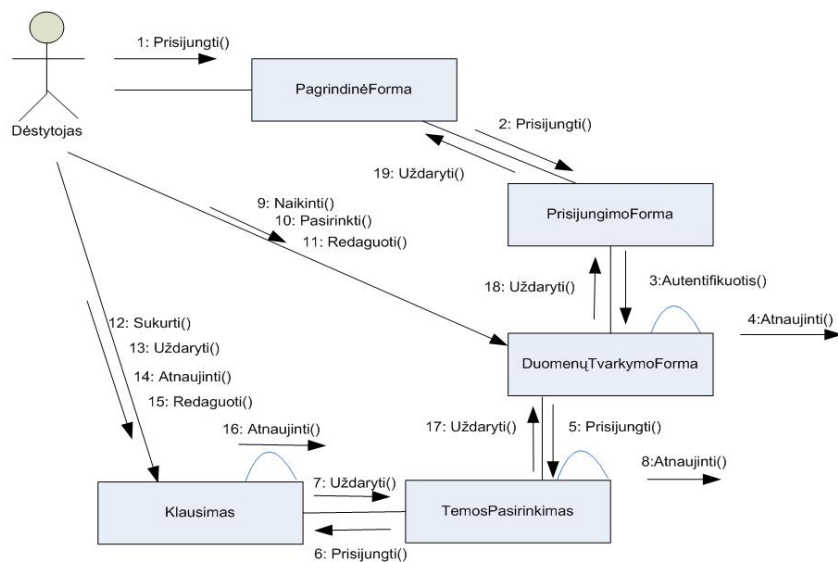 1: Prisijungti()
PagrindinėForma
Dėstytojas
2: Prisijungti()
19: Uždaryti()
PrisijungimoForma
9: Naikinti()
10: Pasirinkti()
11: Redaguoti()
18: Uždaryti()
3:Autentifikuotis()
4:Atnaujinti()
DuomenųTvarkymoForma
12: Sukurti()
13: Uždaryti()
14: Atnaujinti()
15: Redaguoti()
16: Atnaujinti()
17: Uždaryti()
5: Prisijungti()
8:Atnaujinti()
7: Uždaryti()
Klausimas
TemosPasirinkimas
6: Prisijungti()